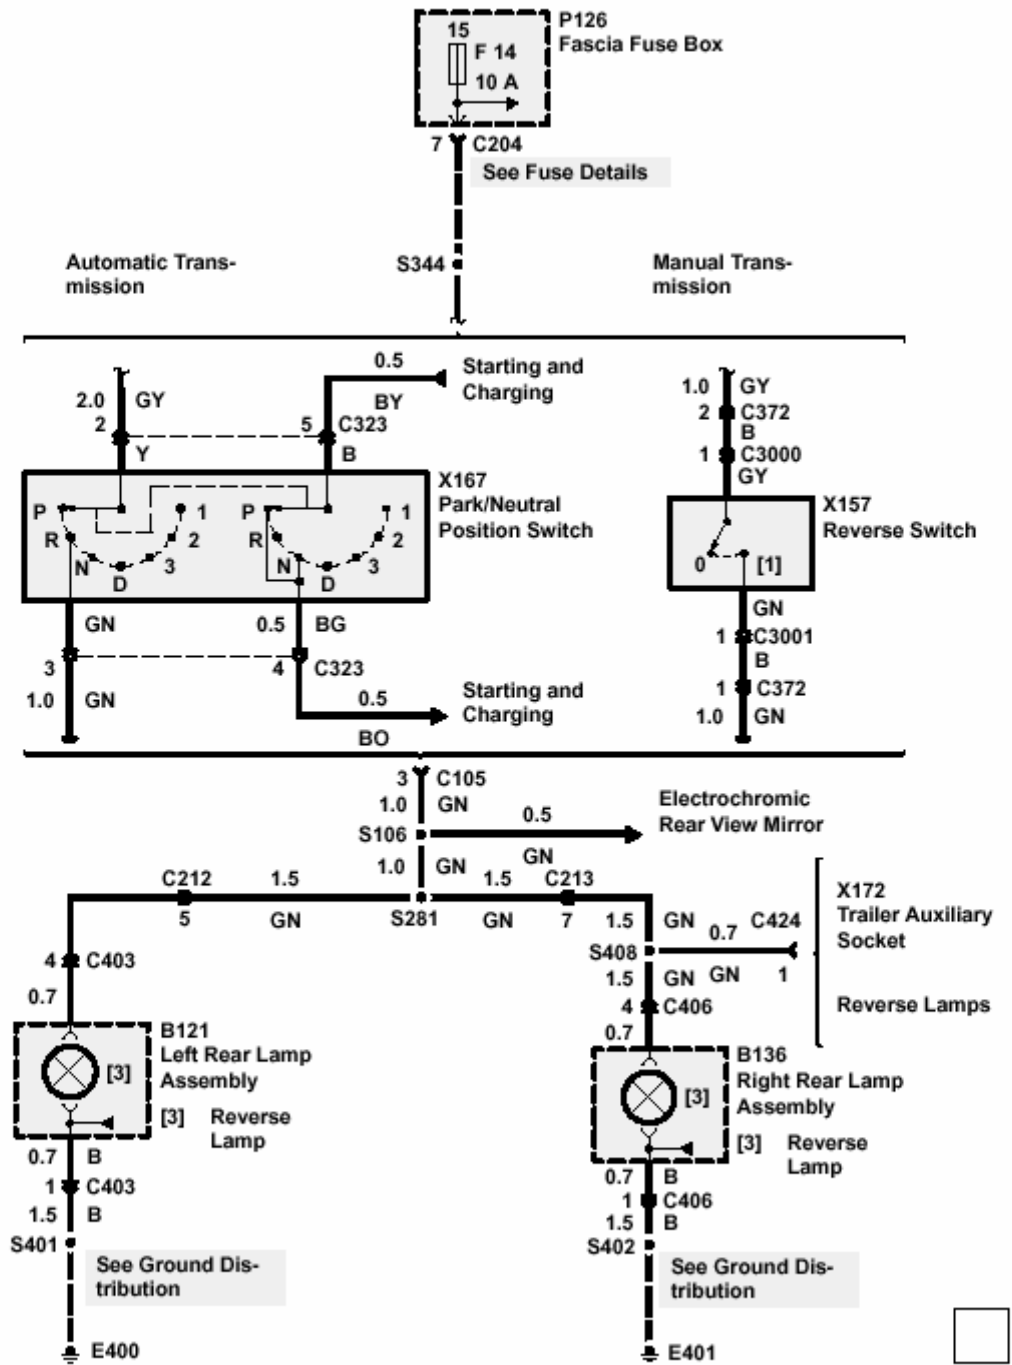 P126
Fascia Fuse Box
15
F 14
10 A
7 C204
See Fuse Details
Automatic Trans-
mission
S344
Manual Trans-
mission
0.5
BY
Starting and
Charging
2.0 GY
2
Y
5 C323
B
1.0 GY
2 C372
B
1 C3000
GY
X167
Park/Neutral
Position Switch
P 1
R 2
N 3
D
P 1
R 2
N 3
D
X157
Reverse Switch
0 [1]
GN
3
1.0 GN
0.5 BG
4 C323
0.5
BO
Starting and
Charging
GN
1 C3001
B
1 C372
1.0 GN
3 C105
1.0 GN
S106
0.5
GN
Electrochromic
Rear View Mirror
1.0 GN
C212
5
1.5
GN
S281
1.5
GN
C213
7
1.5 GN
S408
0.7
GN
C424
1
X172
Trailer Auxiliary
Socket
Reverse Lamps
1.5 GN
4 C406
0.7
4 C403
0.7
B121
Left Rear Lamp
Assembly
[3]
[3] Reverse
Lamp
0.7 B
1 C403
1.5 B
S401
See Ground Dis-
tribution
E400
B136
Right Rear Lamp
Assembly
[3]
[3] Reverse
Lamp
0.7 B
1 C406
1.5 B
S402
See Ground Dis-
tribution
E401